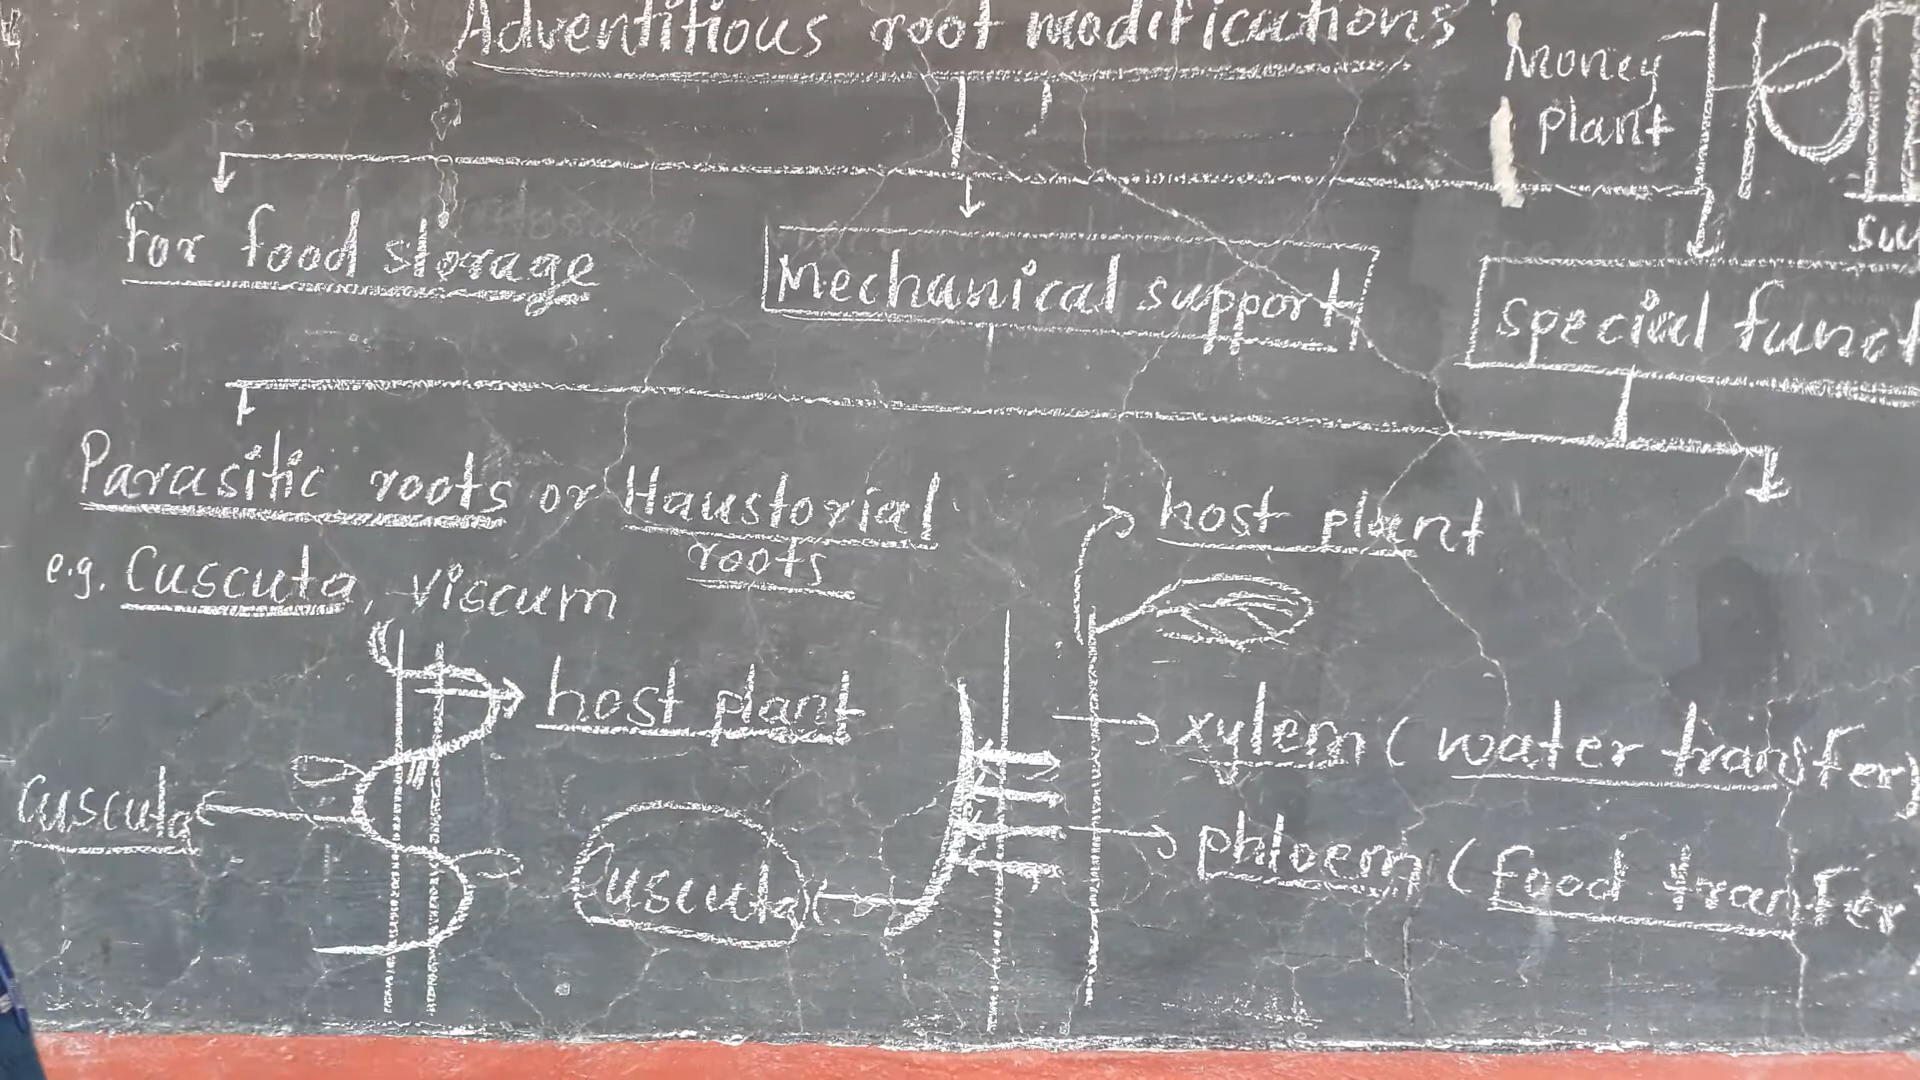 Adventitious root modifications
Money
plant
for food storage
Mechanical support
special funct
Parasitic roots or Haustorial
roots
e.g. Cuscuta, viscum
host plant
host plant
Cuscuta
Cuscuta
xylem (water transfer)
phloem (food transfer)